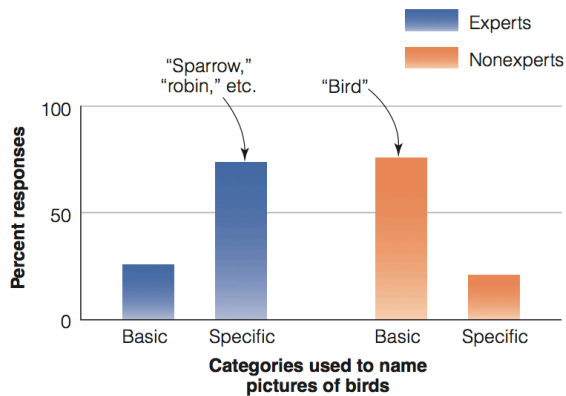 Experts
Nonexperts
“Sparrow,”
“robin,” etc.
“Bird”
100
50
0
Percent responses
Basic
Specific
Basic
Specific
Categories used to name
pictures of birds